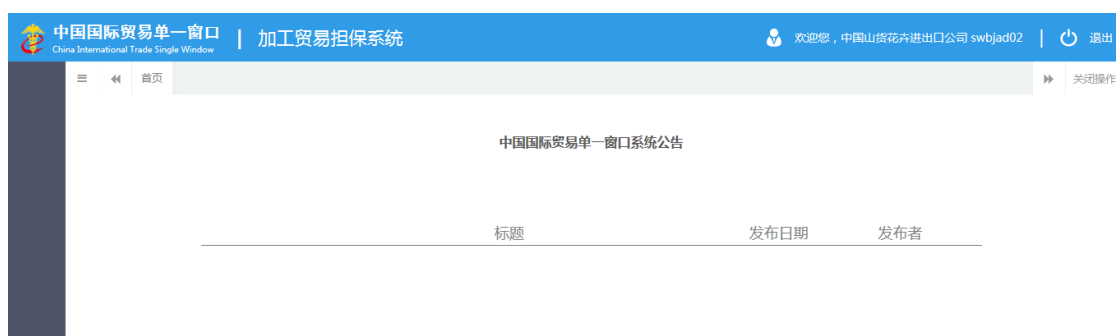 中国国际贸易单一窗口 | 加工贸易担保系统 欢迎您，中国山货花卉进出口公司 swbjad02 | 退出
China International Trade Single Window
首页 关闭操作
中国国际贸易单一窗口系统公告
标题 发布日期 发布者